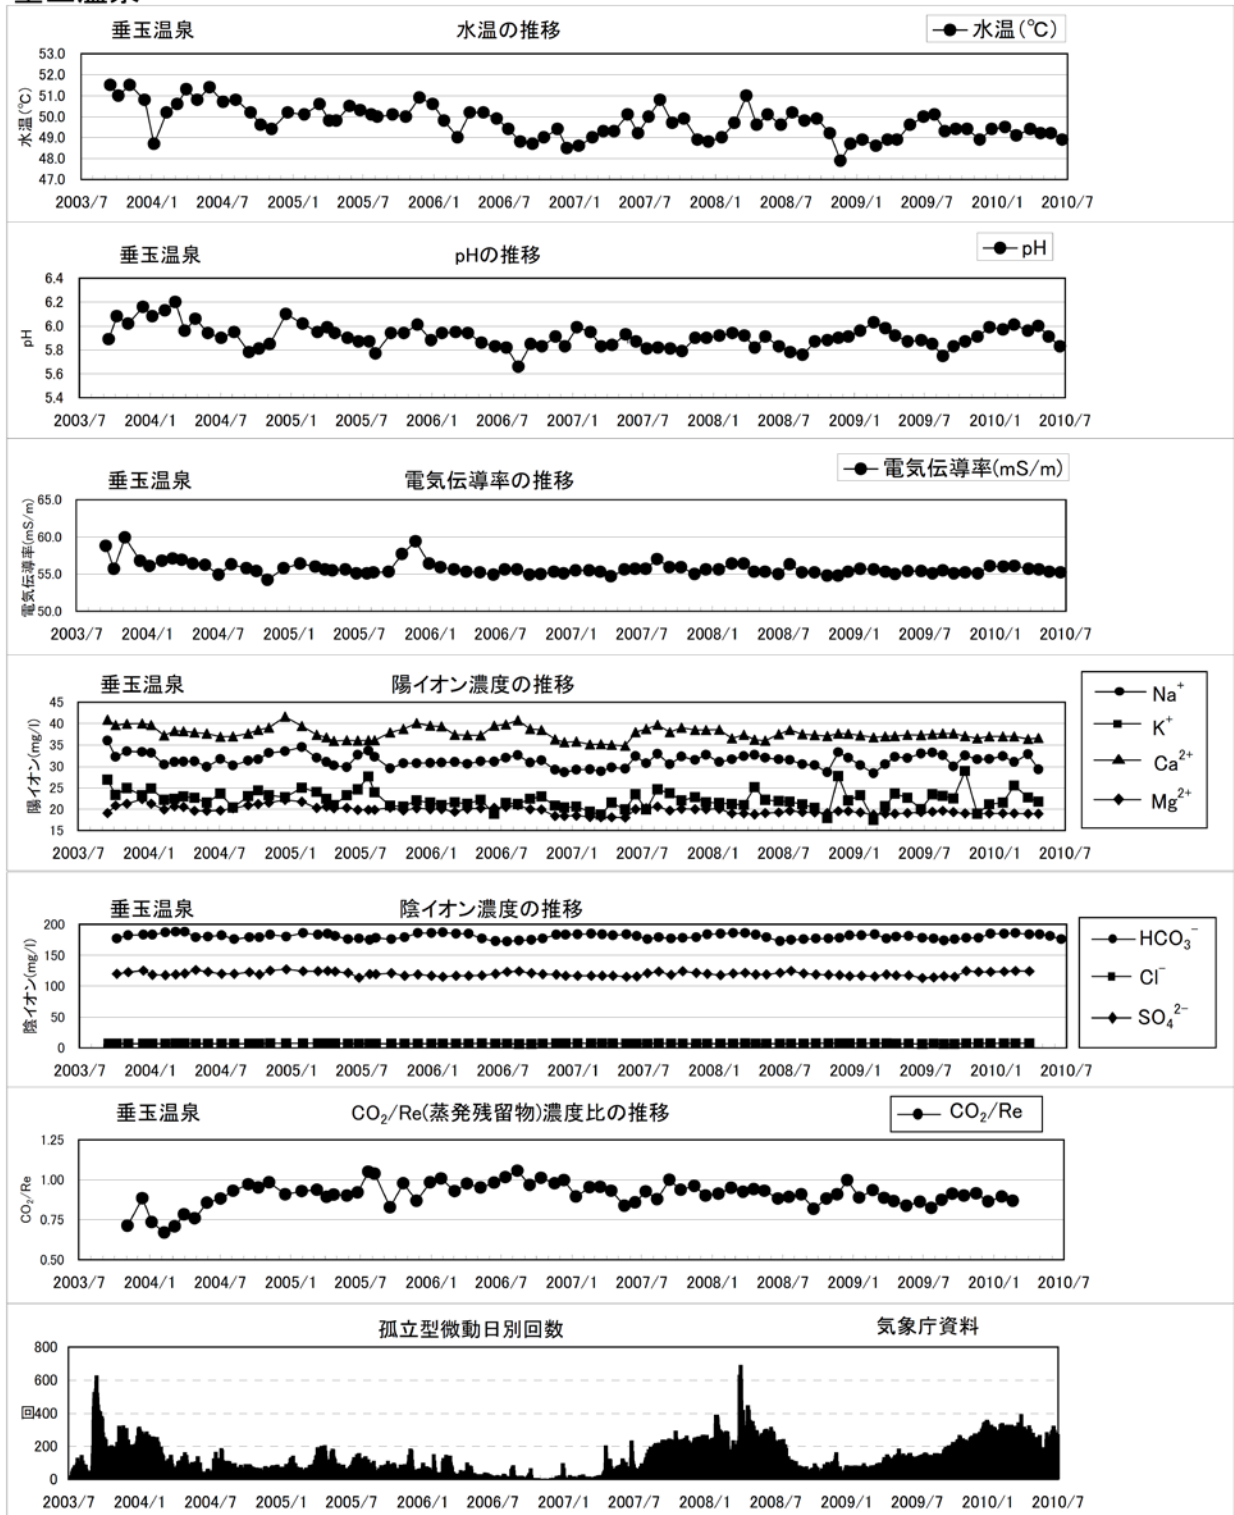 垂玉温泉
垂玉温泉 水温の推移 水温(℃)
53.0
52.0
51.0
50.0
49.0
48.0
47.0
水温(℃)
2003/7 2004/1 2004/7 2005/1 2005/7 2006/1 2006/7 2007/1 2007/7 2008/1 2008/7 2009/1 2009/7 2010/1 2010/7
垂玉温泉 pHの推移 pH
6.4
6.2
6.0
5.8
5.6
5.4
pH
2003/7 2004/1 2004/7 2005/1 2005/7 2006/1 2006/7 2007/1 2007/7 2008/1 2008/7 2009/1 2009/7 2010/1 2010/7
垂玉温泉 電気伝導率の推移 電気伝導率(mS/m)
65.0
60.0
55.0
50.0
電気伝導率(mS/m)
2003/7 2004/1 2004/7 2005/1 2005/7 2006/1 2006/7 2007/1 2007/7 2008/1 2008/7 2009/1 2009/7 2010/1 2010/7
垂玉温泉 陽イオン濃度の推移
45
40
35
30
25
20
15
陽イオン(mg/l)
Na⁺
K⁺
Ca²⁺
Mg²⁺
2003/7 2004/1 2004/7 2005/1 2005/7 2006/1 2006/7 2007/1 2007/7 2008/1 2008/7 2009/1 2009/7 2010/1 2010/7
垂玉温泉 陰イオン濃度の推移
200
150
100
50
0
陰イオン(mg/l)
HCO₃⁻
Cl⁻
SO₄²⁻
2003/7 2004/1 2004/7 2005/1 2005/7 2006/1 2006/7 2007/1 2007/7 2008/1 2008/7 2009/1 2009/7 2010/1 2010/7
垂玉温泉 CO₂/Re(蒸発残留物)濃度比の推移 CO₂/Re
1.25
1.00
0.75
0.50
CO₂/Re
2003/7 2004/1 2004/7 2005/1 2005/7 2006/1 2006/7 2007/1 2007/7 2008/1 2008/7 2009/1 2009/7 2010/1 2010/7
孤立型微動日別回数 気象庁資料
800
600
400
200
0
回
2003/7 2004/1 2004/7 2005/1 2005/7 2006/1 2006/7 2007/1 2007/7 2008/1 2008/7 2009/1 2009/7 2010/1 2010/7